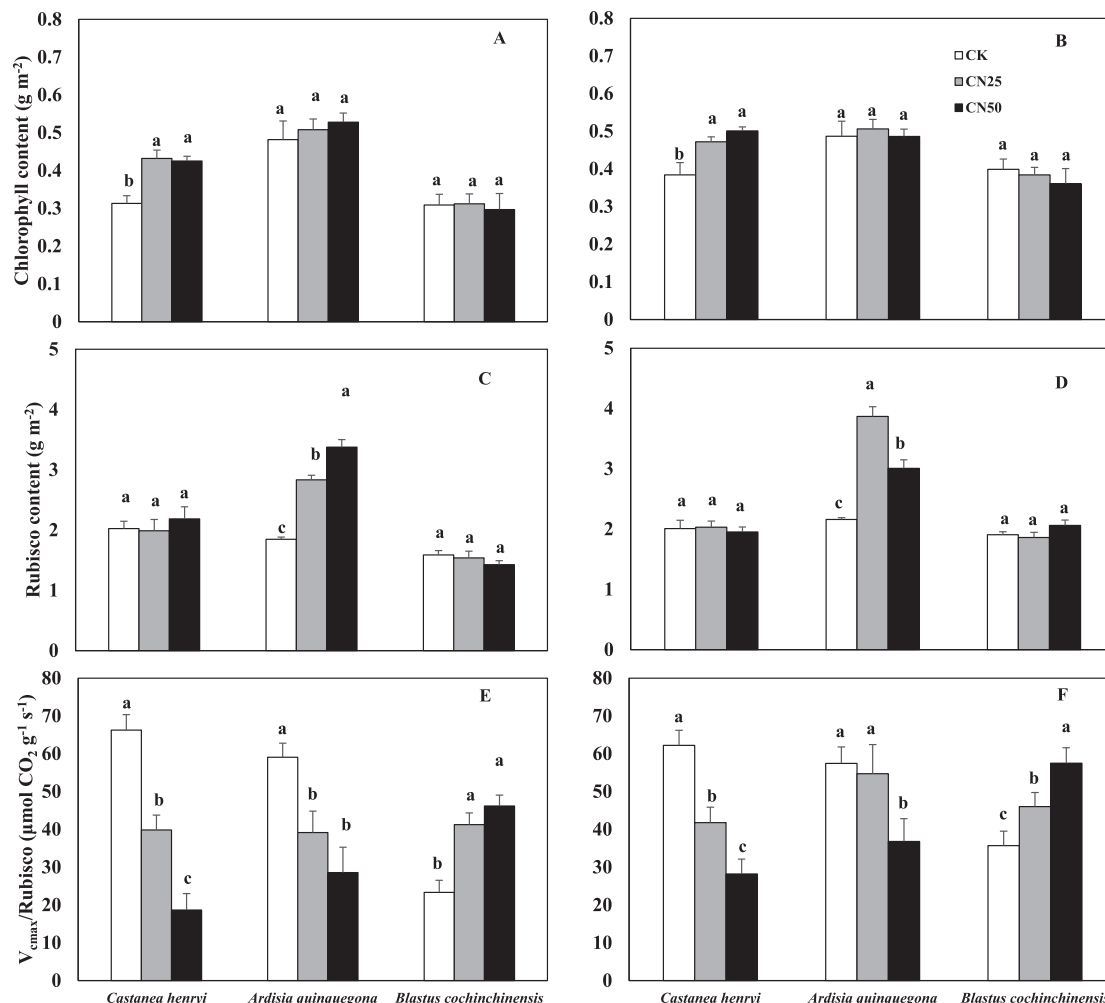 A
B
Chlorophyll content (g m-2)
0.8
0.7
0.6
0.5
0.4
0.3
0.2
0.1
0
b a a
a a a
a a a
0.8
0.7
0.6
0.5
0.4
0.3
0.2
0.1
0
b a a
a a a
a a a
CK
CN25
CN50
C
D
Rubisco content (g m-2)
5
4
3
2
1
0
a a a
c b a
a a a
5
4
3
2
1
0
a a a
c a b
a a a
E
F
Vcmax/Rubisco (µmol CO2 g-1 s-1)
80
70
60
50
40
30
20
10
0
a b c
a b b
b a a
80
70
60
50
40
30
20
10
0
a b c
a a b
c b a
Castanea henryi Ardisia quinquegona Blastus cochinchinensis
Castanea henryi Ardisia quinquegona Blastus cochinchinensis